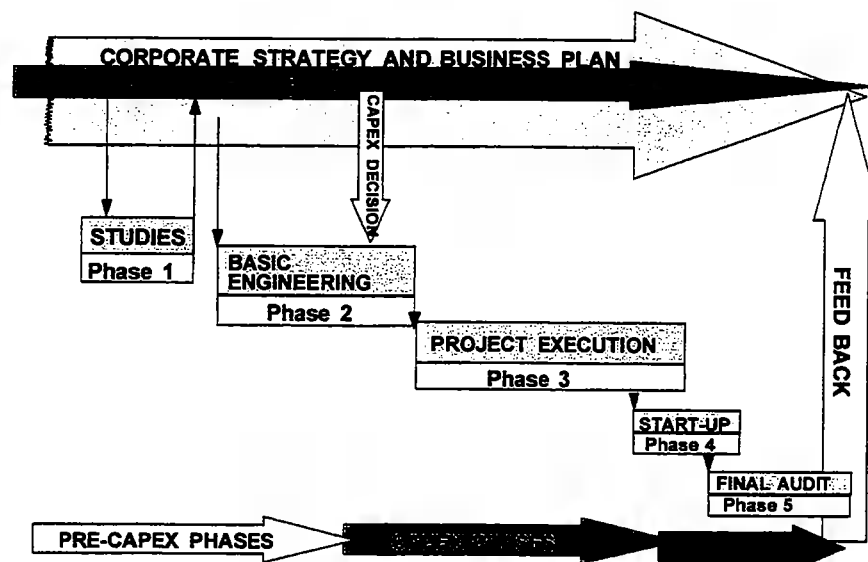 CORPORATE STRATEGY AND BUSINESS PLAN
CAPEX DECISION
STUDIES
Phase 1
BASIC
ENGINEERING
Phase 2
PROJECT EXECUTION
Phase 3
START-UP
Phase 4
FINAL AUDIT
Phase 5
FEED BACK
PRE-CAPEX PHASES